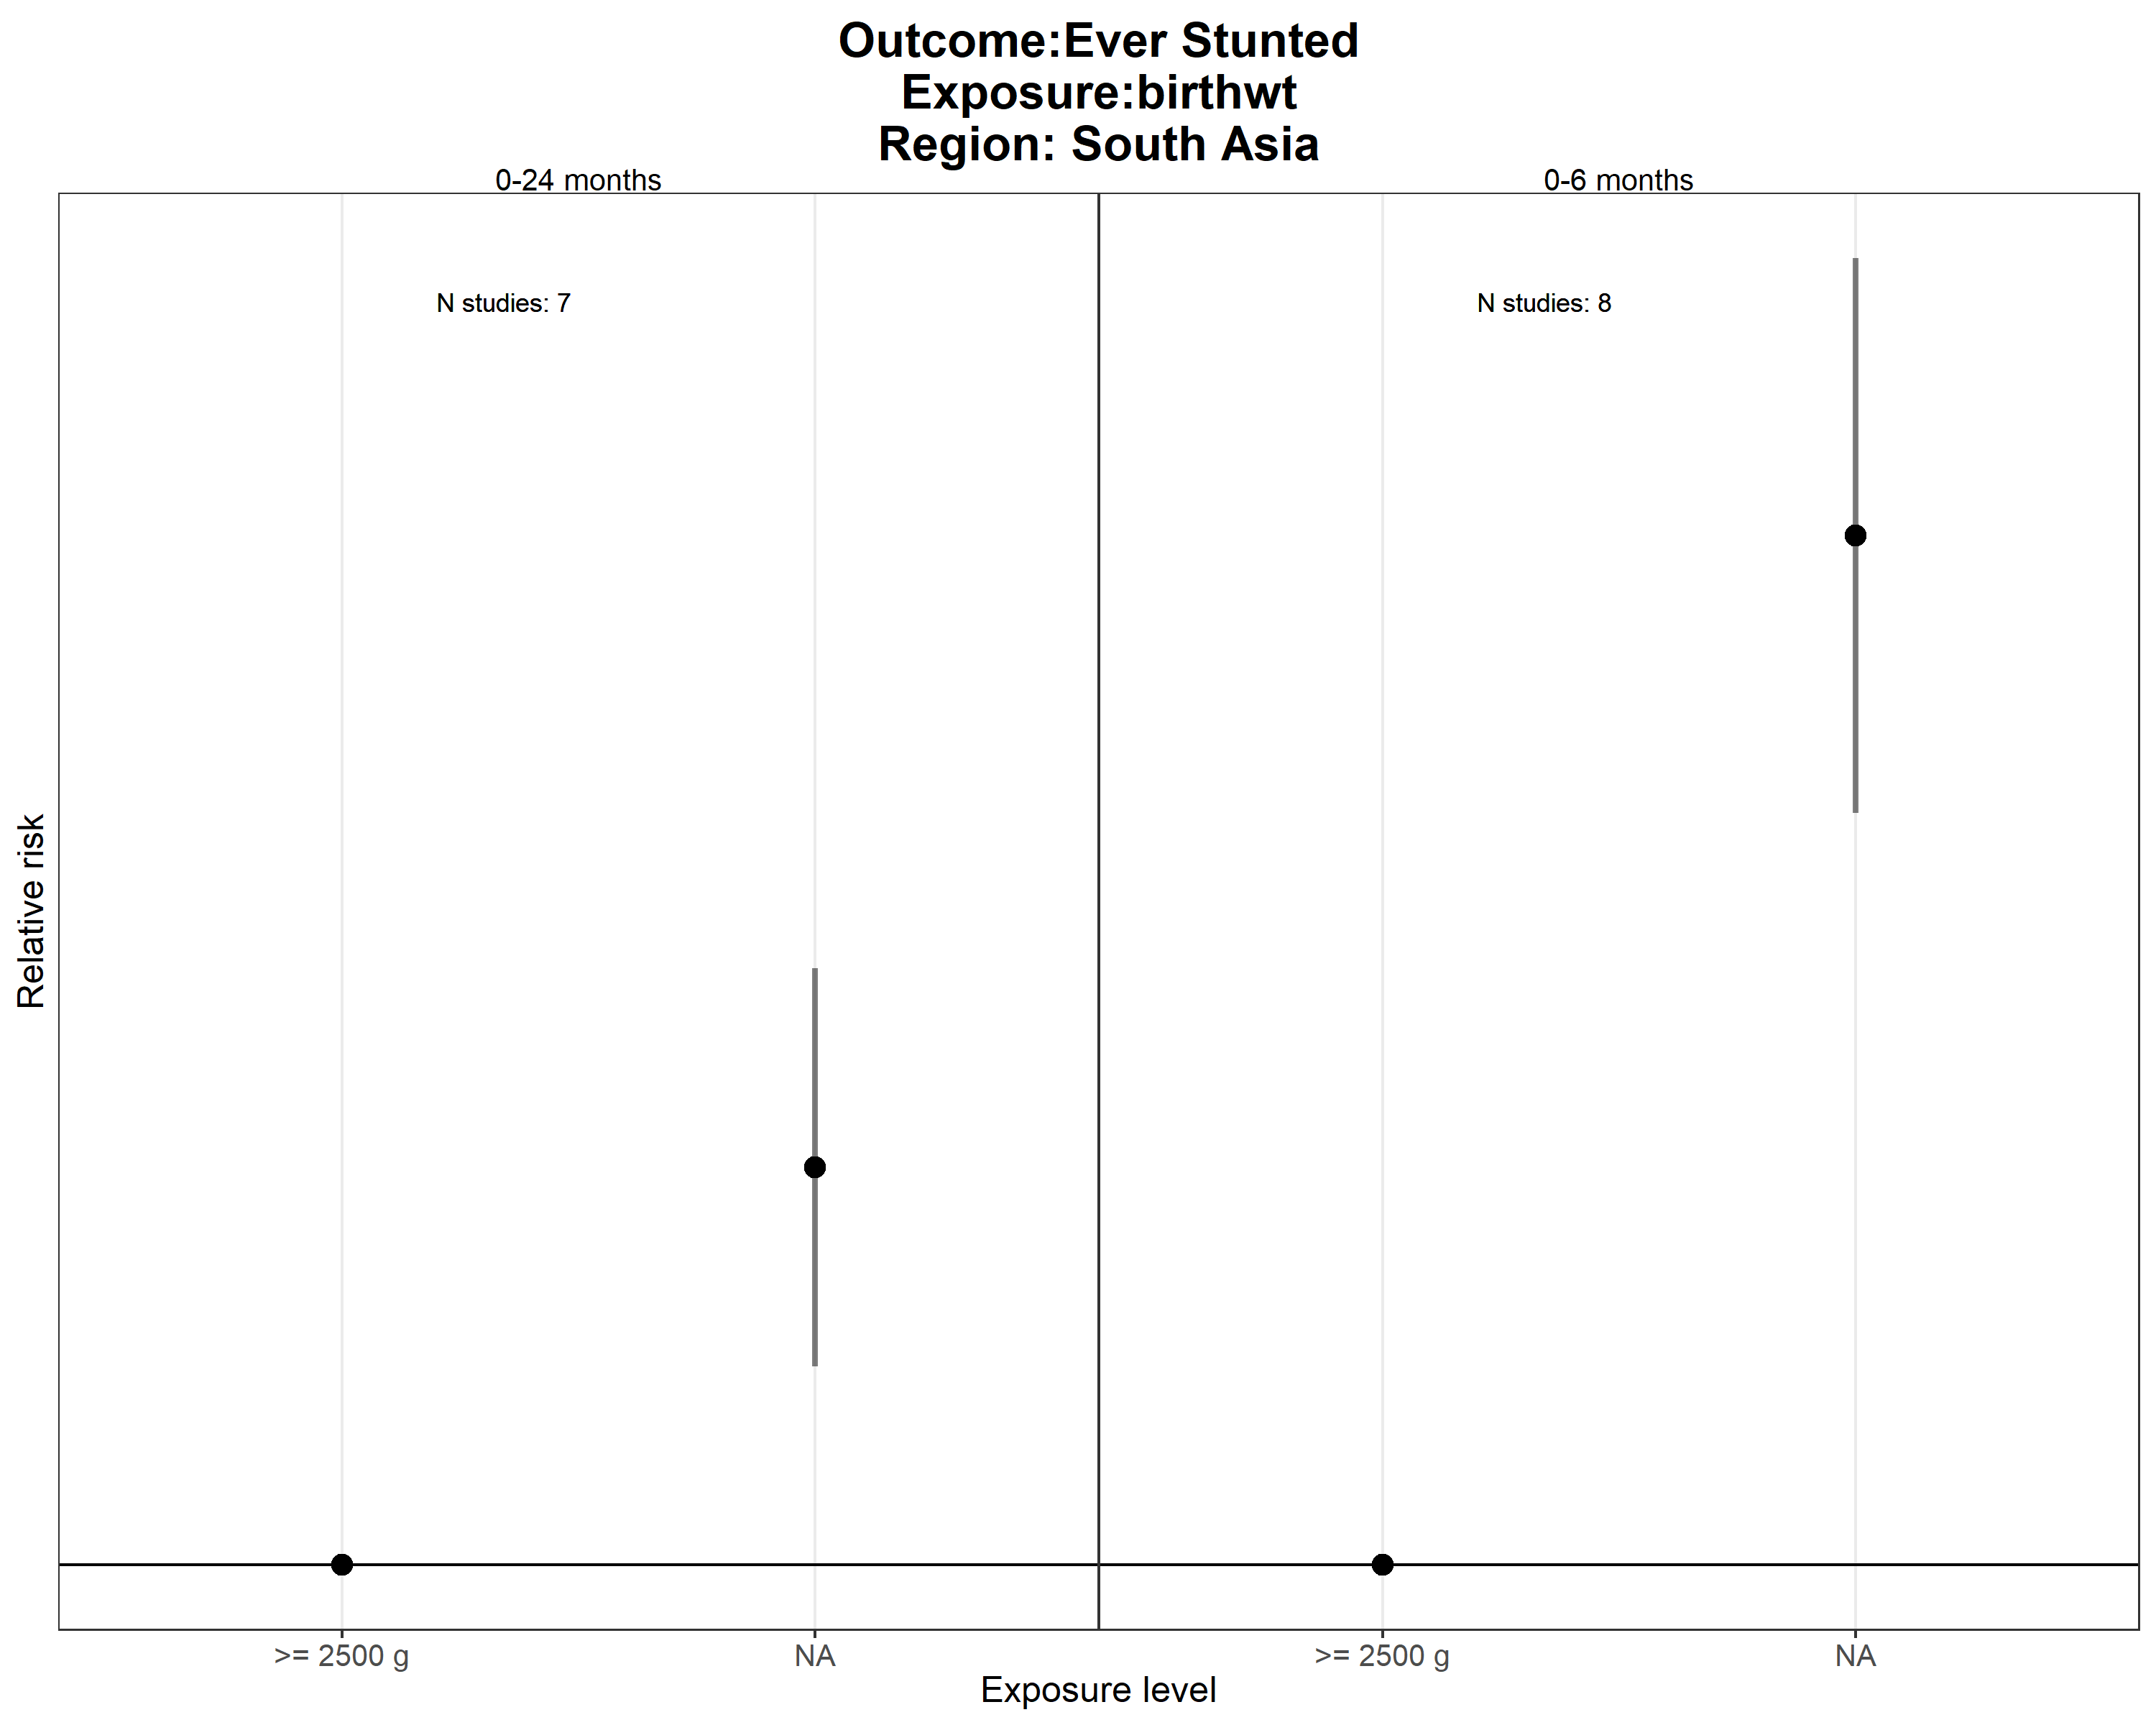 Outcome:Ever Stunted
Exposure:birthwt
Region: South Asia
0-24 months
0-6 months
N studies: 7
N studies: 8
Relative risk
>= 2500 g
NA
>= 2500 g
NA
Exposure level